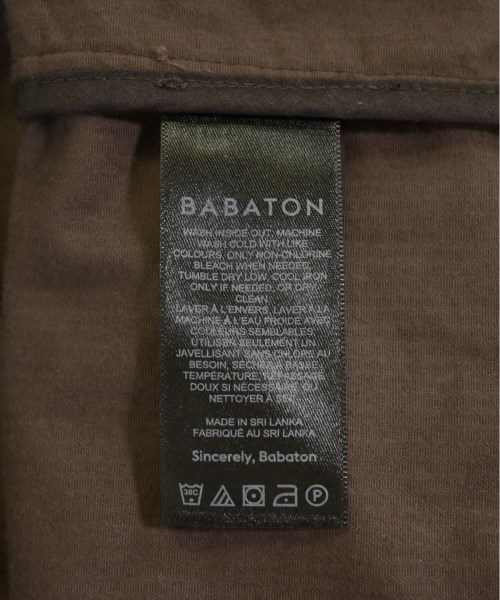 BABATON
WASH INSIDE OUT, MACHINE
WASH COLD WITH LIKE
COLOURS, ONLY NON-CHLORINE
BLEACH WHEN NEEDED,
TUMBLE DRY LOW, COOL IRON
ONLY IF NEEDED, OR DRY
CLEAN
LAVER À L'ENVERS, LAVER À LA
MACHINE À L'EAU FROIDE AVEC
COULEURS SEMBLABLES,
UTILISER SEULEMENT UN
JAVELLISANT SANS CHLORE AU
BESOIN, SÉCHER À BASSE
TEMPÉRATURE, REPASSAGE
DOUX SI NÉCESSAIRE, OU
NETTOYER À SEC
MADE IN SRI LANKA
FABRIQUÉ AU SRI LANKA
Sincerely, Babaton
30C P